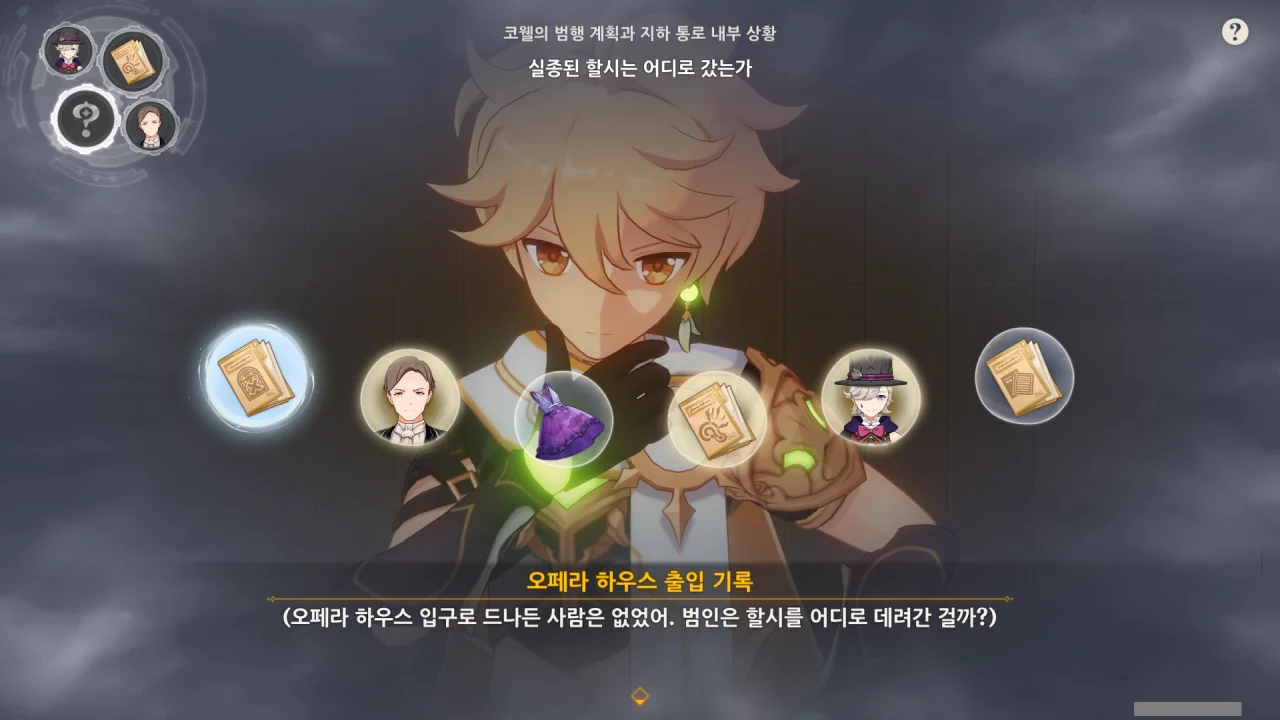 코웰의 범행 계획과 지하 통로 내부 상황
실종된 할시는 어디로 갔는가
?
?
오페라 하우스 출입 기록
(오페라 하우스 입구로 드나든 사람은 없었어. 범인은 할시를 어디로 데려간 걸까?)